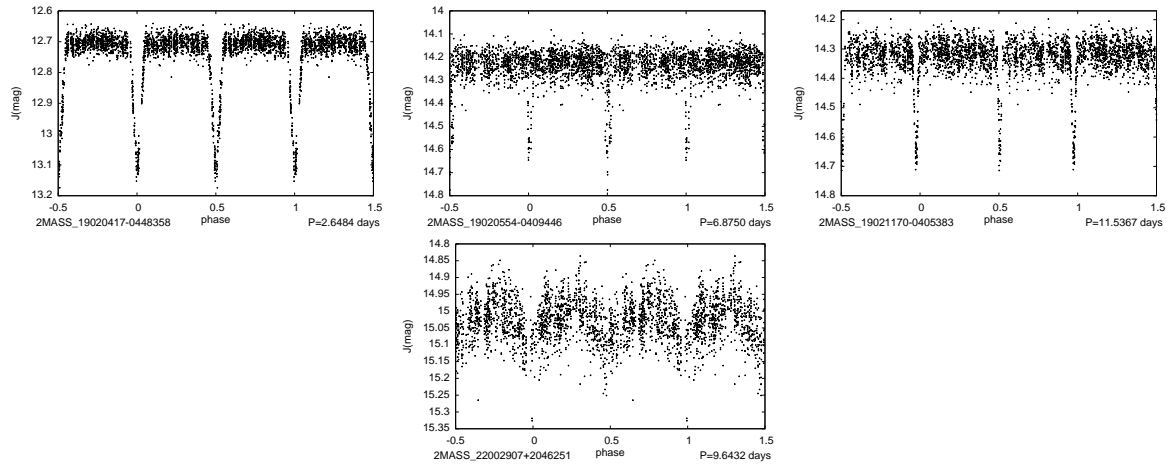 12.6
12.7
12.8
12.9
13
13.1
13.2
J(mag)
-0.5 0 0.5 1 1.5
phase
2MASS_19020417-0448358 P=2.6484 days
14
14.1
14.2
14.3
14.4
14.5
14.6
14.7
14.8
J(mag)
-0.5 0 0.5 1 1.5
phase
2MASS_19020554-0409446 P=6.8750 days
14.2
14.3
14.4
14.5
14.6
14.7
14.8
J(mag)
-0.5 0 0.5 1 1.5
phase
2MASS_19021170-0405383 P=11.5367 days
14.8
14.85
14.9
14.95
15
15.05
15.1
15.15
15.2
15.25
15.3
15.35
J(mag)
-0.5 0 0.5 1 1.5
phase
2MASS_22002907+2046251 P=9.6432 days